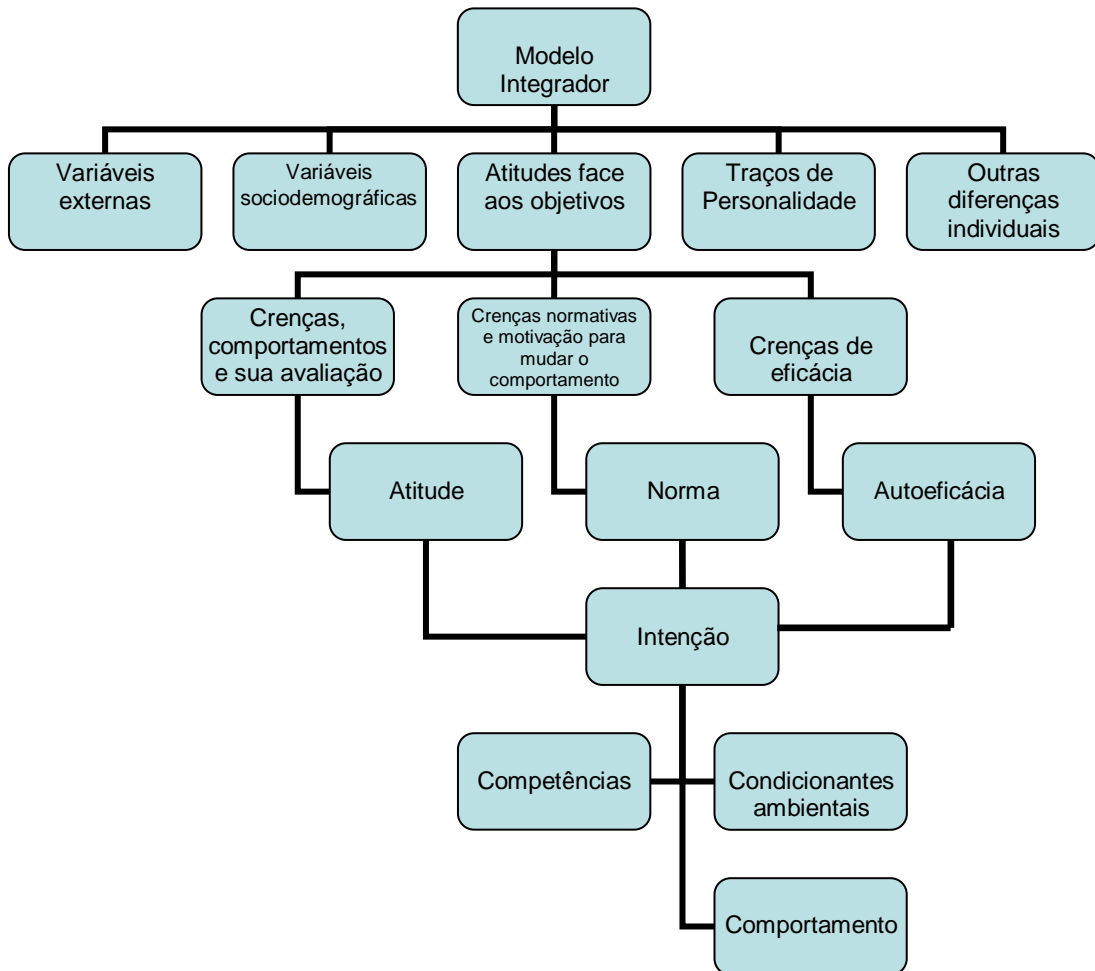 Modelo
Integrador
Variáveis
externas
Variáveis
sociodemográficas
Atitudes face
aos objetivos
Traços de
Personalidade
Outras
diferenças
individuais
Crenças,
comportamentos
e sua avaliação
Crenças normativas
e motivação para
mudar o
comportamento
Crenças de
eficácia
Atitude
Norma
Autoeficácia
Intenção
Competências
Condicionantes
ambientais
Comportamento